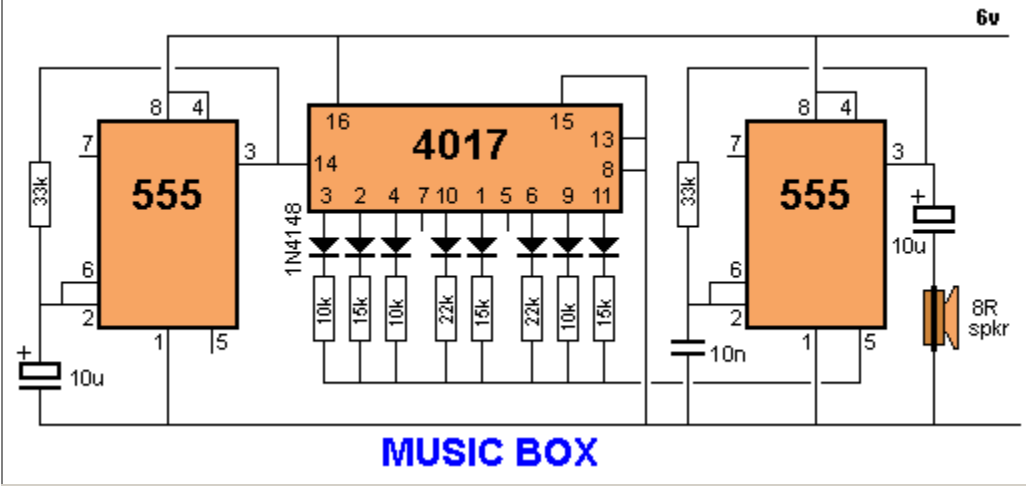 6v
8 4 16 15 8 4
7 13 7
3 14 4017 8 3
33k 555 33k 555
3 2 4 7 10 1 5 6 9 11
+
1N4148 10u
6 6
10k 15k 10k 22k 15k 22k 10k 15k
2 2 8R
spkr
1 5 1 5
+
10u 10n
MUSIC BOX